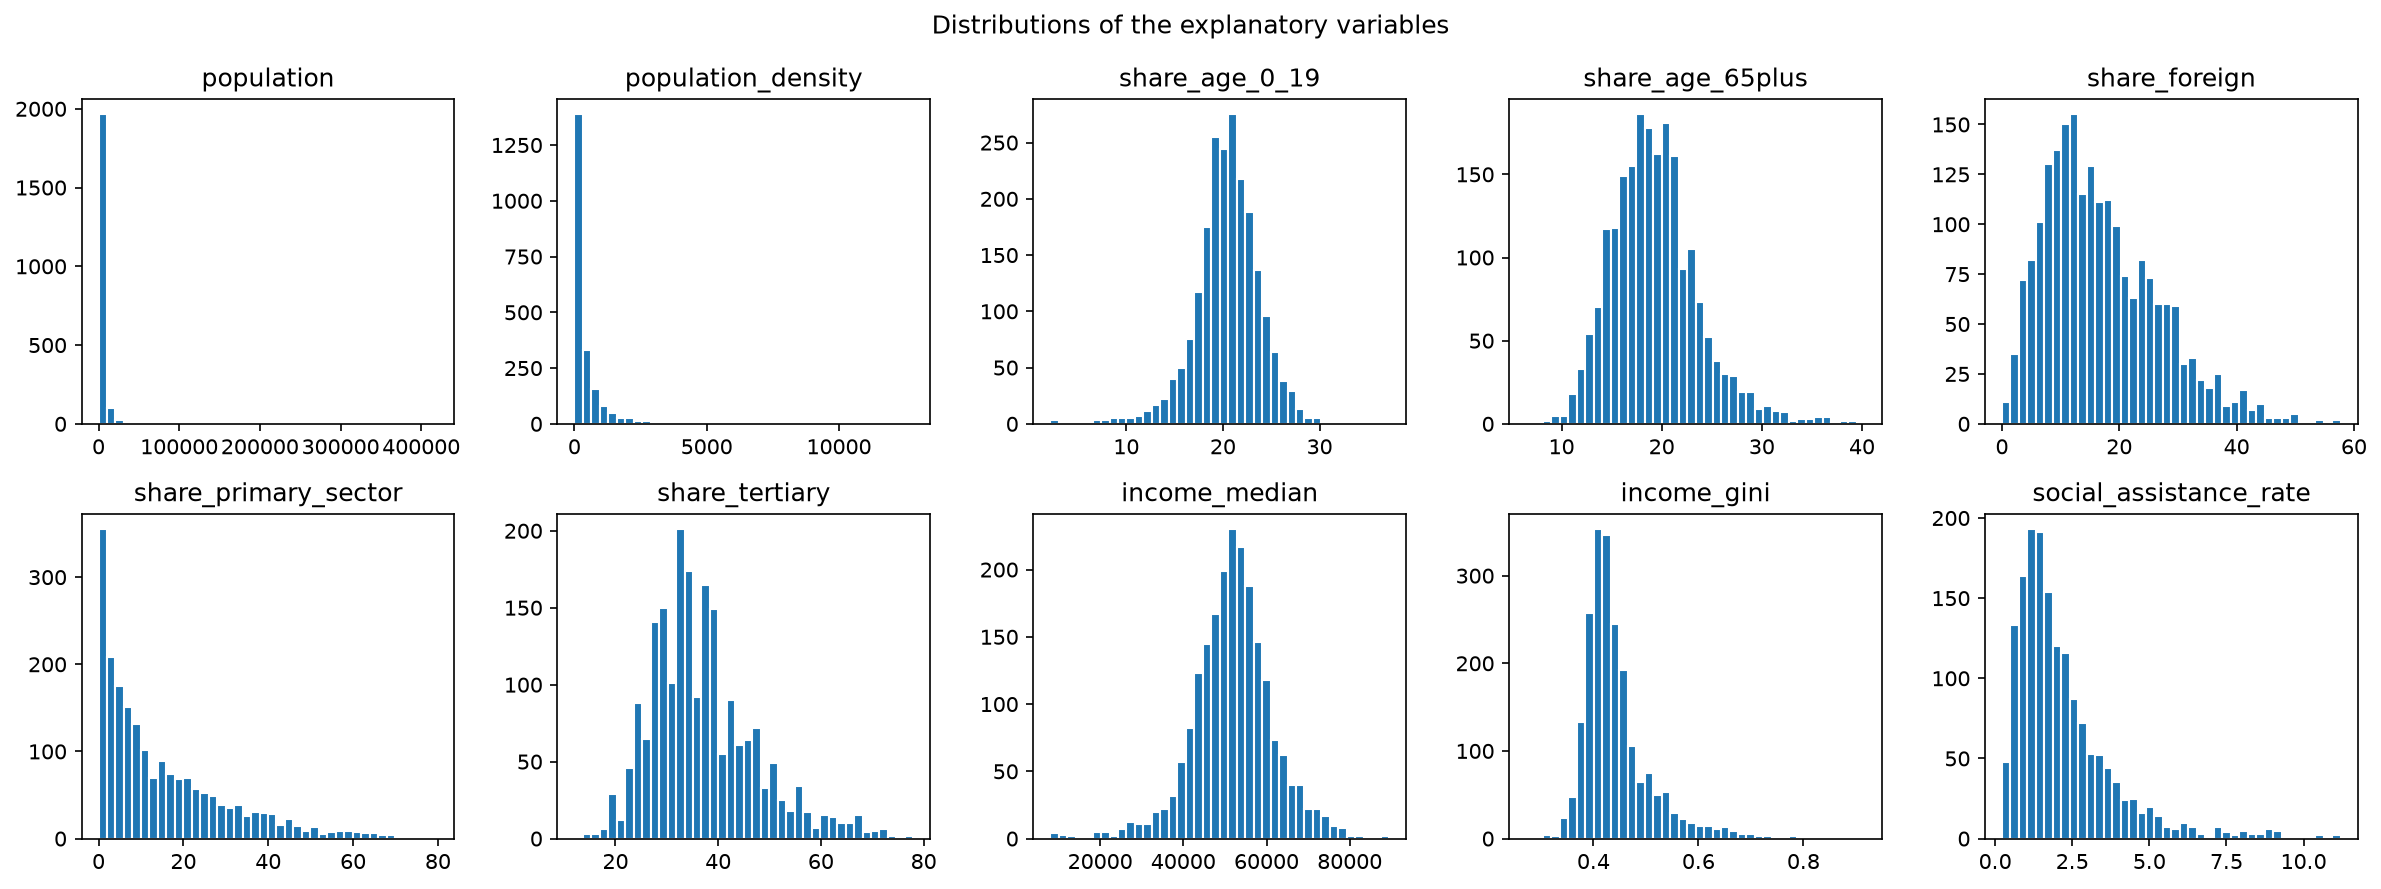 Distributions of the explanatory variables
population
population_density
share_age_0_19
share_age_65plus
share_foreign
2000
1500
1000
500
0
0 100000 200000 300000 400000
1250
1000
750
500
250
0
0 5000 10000
250
200
150
100
50
0
10 20 30
150
100
50
0
10 20 30 40
150
125
100
75
50
25
0
0 20 40 60
share_primary_sector
share_tertiary
income_median
income_gini
social_assistance_rate
300
200
100
0
0 20 40 60 80
200
150
100
50
0
20 40 60 80
200
150
100
50
0
20000 40000 60000 80000
300
200
100
0
0.4 0.6 0.8
200
150
100
50
0
0.0 2.5 5.0 7.5 10.0